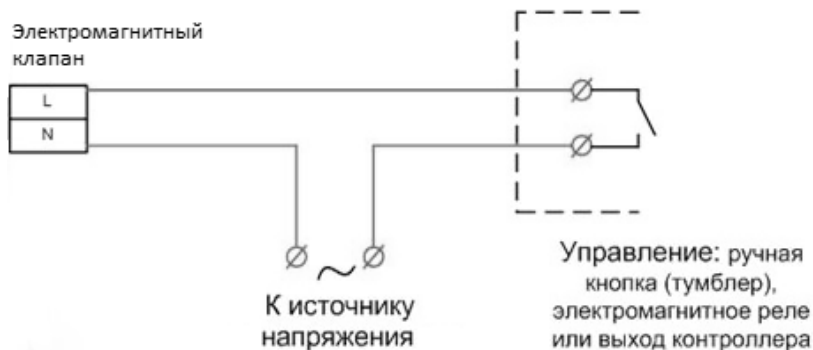 Электромагнитный
клапан
L
N
К источнику
напряжения
Управление: ручная
кнопка (тумблер),
электромагнитное реле
или выход контроллера